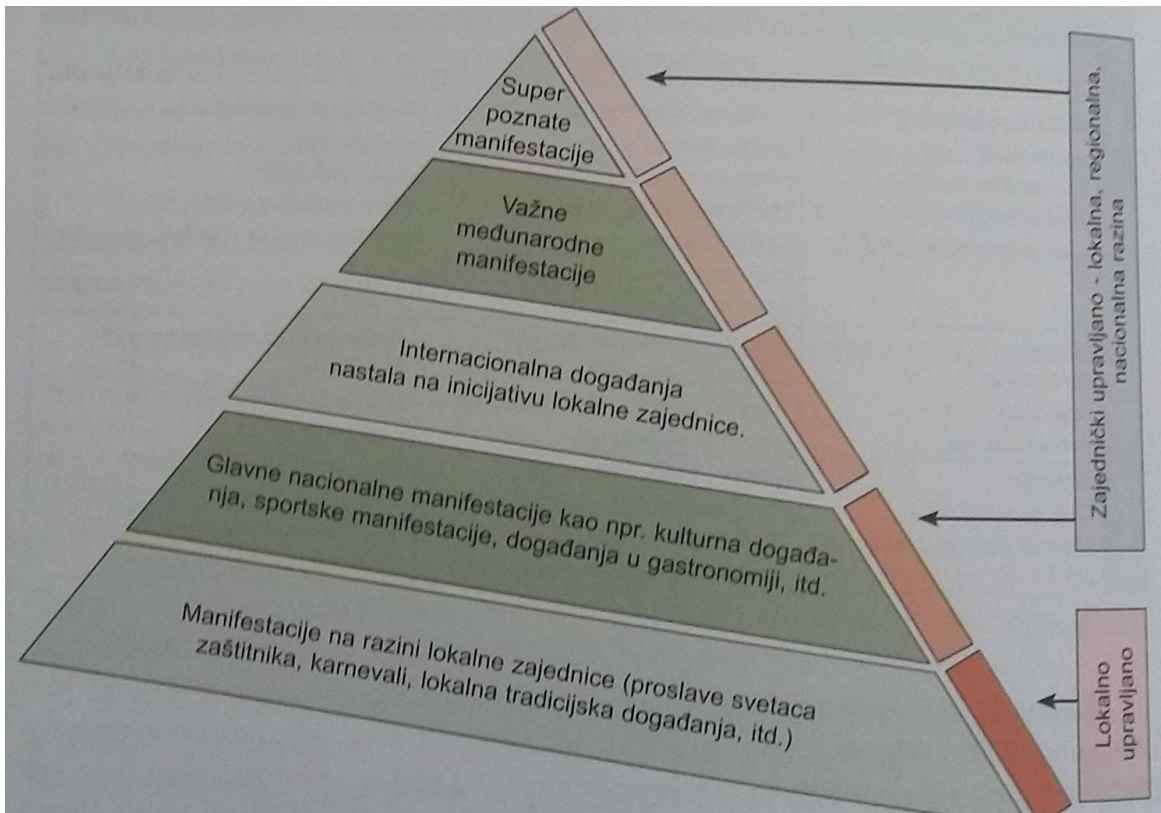 Super
poznate
manifestacije
Važne
međunarodne
manifestacije
Internacionalna događanja
nastala na inicijativu lokalne zajednice.
Glavne nacionalne manifestacije kao npr. kulturna događa-
nja, sportske manifestacije, događanja u gastronomiji, itd.
Manifestacije na razini lokalne zajednice (proslave svetaca
zaštitnika, karnevali, lokalna tradicijska događanja, itd.)
Zajednički upravljano - lokalna, regionalna,
nacionalna razina
Lokalno
upravljano